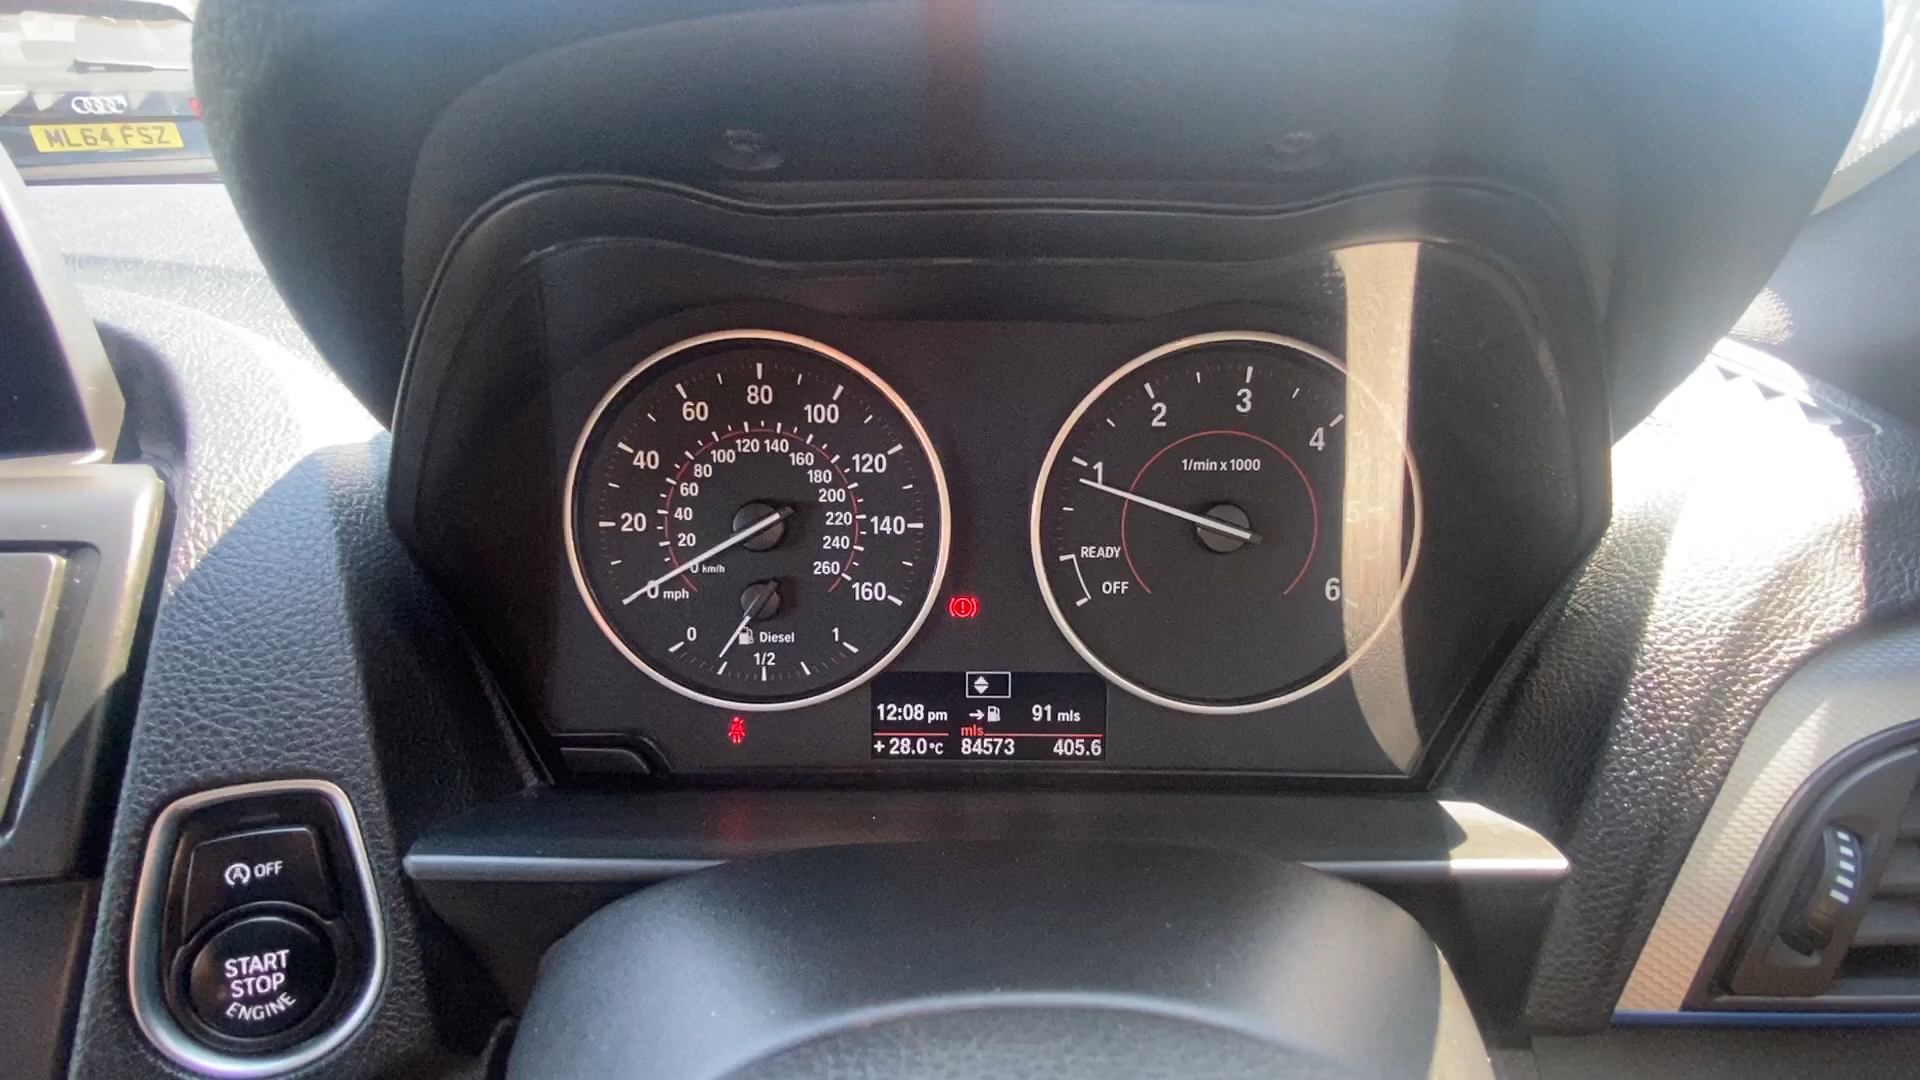 ML64 FSZ
0 mph
20
40
60
80
100
120
140
160
0 km/h
20
40
60
80
100
120
140
160
180
200
220
240
260
0
1/2
1
Diesel
1/min x 1000
OFF
READY
1
2
3
4
5
6
12:08 pm
91 mls
mls
+ 28.0°C
84573
405.6
A OFF
START
STOP
ENGINE